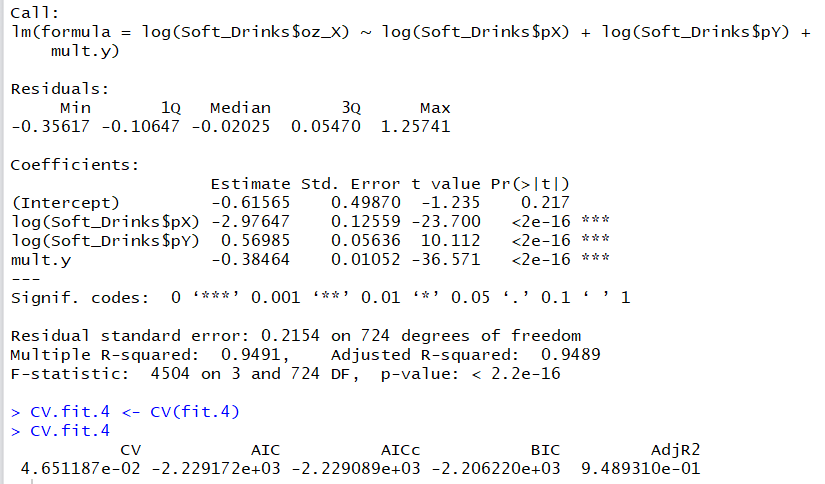 Call:
lm(formula = log(Soft_Drinks$oz_X) ~ log(Soft_Drinks$pX) + log(Soft_Drinks$pY) +
    mult.y)
Residuals:
     Min       1Q   Median       3Q      Max
-0.35617 -0.10647 -0.02025  0.05470  1.25741
Coefficients:
                    Estimate Std. Error t value Pr(>|t|)
(Intercept)         -0.61565    0.49870  -1.235    0.217
log(Soft_Drinks$pX) -2.97647    0.12559 -23.700   <2e-16 ***
log(Soft_Drinks$pY)  0.56985    0.05636  10.112   <2e-16 ***
mult.y              -0.38464    0.01052 -36.571   <2e-16 ***
---
Signif. codes:  0 ‘***’ 0.001 ‘**’ 0.01 ‘*’ 0.05 ‘.’ 0.1 ‘ ’ 1
Residual standard error: 0.2154 on 724 degrees of freedom
Multiple R-squared:  0.9491,    Adjusted R-squared:  0.9489
F-statistic:  4504 on 3 and 724 DF,  p-value: < 2.2e-16
> CV.fit.4 <- CV(fit.4)
> CV.fit.4
           CV           AIC          AICc           BIC         AdjR2
 4.651187e-02 -2.229172e+03 -2.229089e+03 -2.206220e+03  9.489310e-01